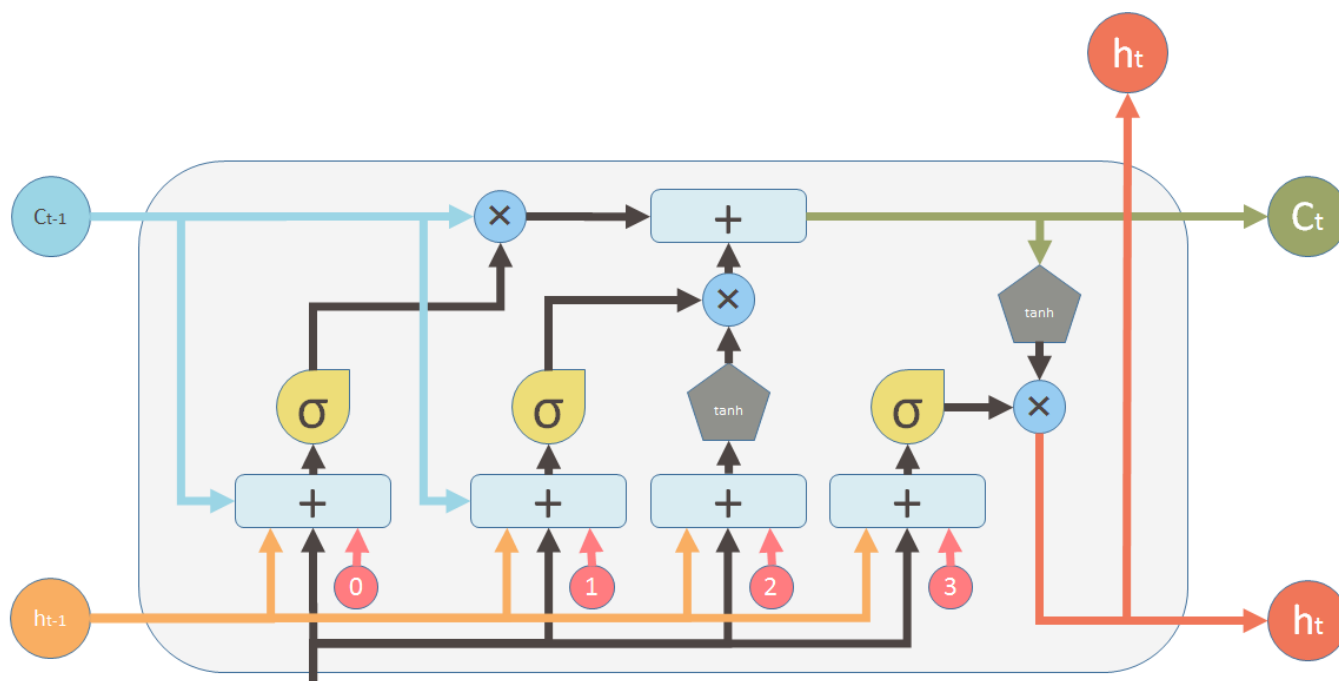 ht
Ct-1
×
+
Ct
×
tanh
σ
σ
tanh
σ
×
+
+
+
+
0
1
2
3
ht-1
ht